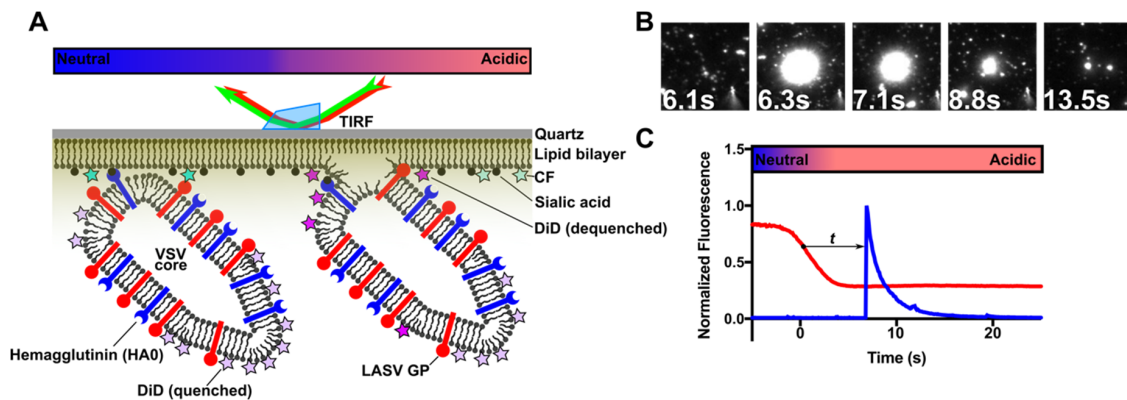 A
Neutral Acidic
TIRF
Quartz
Lipid bilayer
CF
Sialic acid
DiD (dequenched)
VSV
core
Hemagglutinin (HA0)
LASV GP
DiD (quenched)
B
6.1s 6.3s 7.1s 8.8s 13.5s
C
Neutral Acidic
1.5
1.0
0.5
0.0
t
0 10 20
Normalized Fluorescence
Time (s)